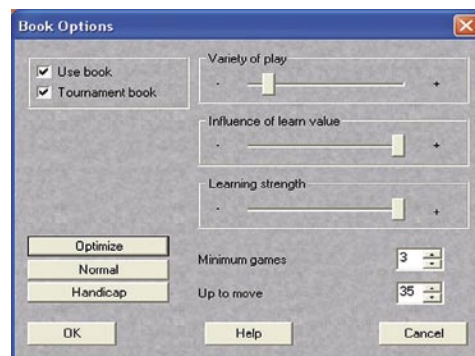 Book Options
Use book
Tournament book
Variety of play
- +
Influence of learn value
- +
Learning strength
- +
Optimize
Normal
Handicap
Minimum games 3
Up to move 35
OK Help Cancel